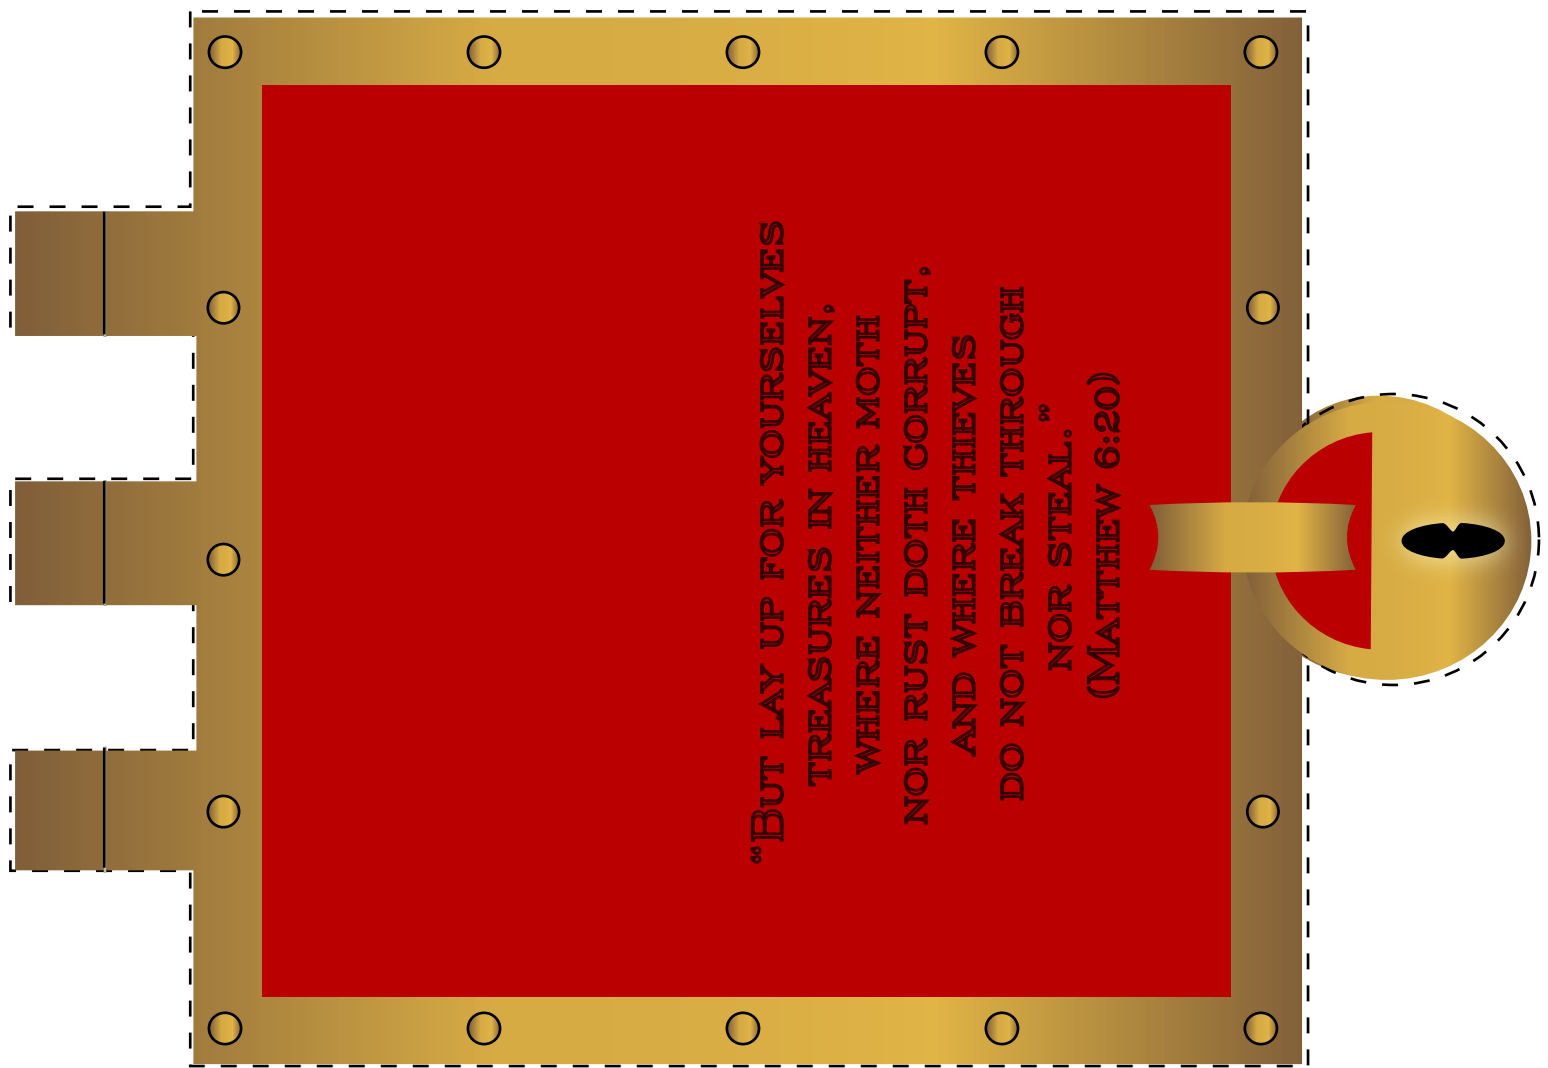 “But lay up for yourselves
treasures in heaven,
where neither moth
nor rust doth corrupt,
and where thieves
do not break through
nor steal.”
(Matthew 6:20)